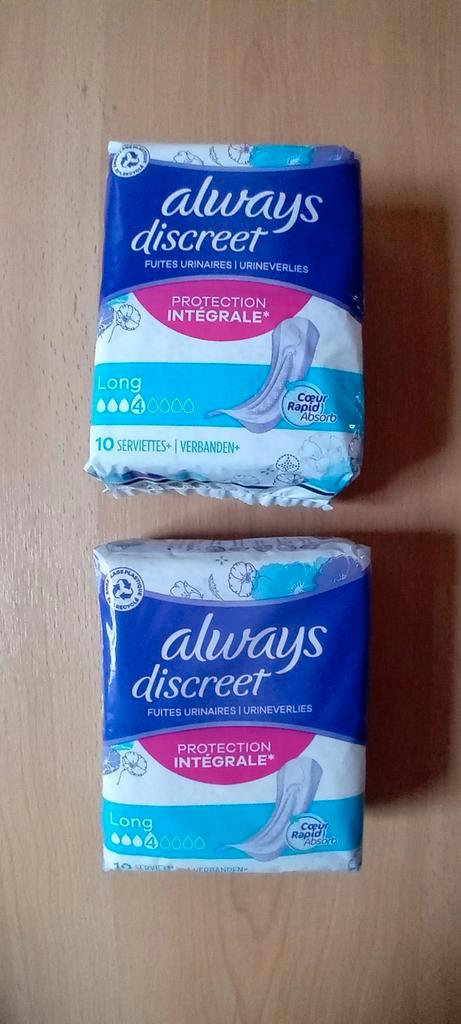 always
discreet
FUITES URINAIRES | URINEVERLIES
PROTECTION
INTÉGRALE*
Long
4
Cœur
Rapid
Absorb
10 SERVIETTES+ | VERBANDEN+
always
discreet
FUITES URINAIRES | URINEVERLIES
PROTECTION
INTÉGRALE*
Long
4
Cœur
Rapid
Absorb